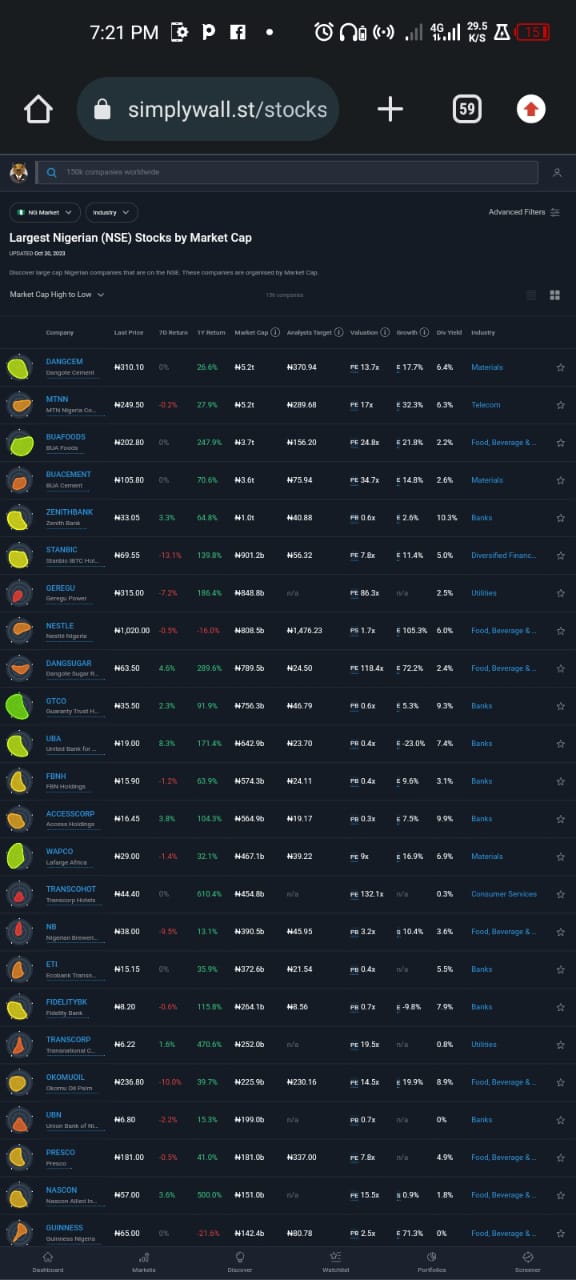 7:21 PM 4G 29.5 K/S 15
simplywall.st/stocks 59
150k companies worldwide
NG Market Industry Advanced Filters
Largest Nigerian (NSE) Stocks by Market Cap
UPDATED Oct 30, 2023
Discover large cap Nigerian companies that are on the NSE. These companies are organised by Market Cap.
Market Cap High to Low companies
Company Last Price 7D Return 1Y Return Market Cap Analysts Target Valuation Growth Div Yield Industry
DANGCEM ₦310.10 0% 26.6% ₦5.2t ₦370.94 PE 13.7x E 17.7% 6.4% Materials
Dangote Cement
MTNN ₦249.50 -0.2% 27.9% ₦5.2t ₦289.68 PE 17x E 32.3% 6.3% Telecom
MTN Nigeria Co...
BUAFOODS ₦202.80 0% 247.9% ₦3.7t ₦156.20 PE 24.8x E 21.8% 2.2% Food, Beverage & ...
BUA Foods
BUACEMENT ₦105.80 0% 70.6% ₦3.6t ₦75.94 PE 34.7x E 14.8% 2.6% Materials
BUA Cement
ZENITHBANK ₦33.05 3.3% 64.8% ₦1.0t ₦40.88 PB 0.6x E 2.6% 10.3% Banks
Zenith Bank
STANBIC ₦69.55 -13.1% 139.8% ₦901.2b ₦56.32 PE 7.8x E 11.4% 5.0% Diversified Financ...
Stanbic IBTC Hol...
GEREGU ₦315.00 -7.2% 186.4% ₦848.8b n/a PE 86.3x n/a 2.5% Utilities
Geregu Power
NESTLE ₦1,020.00 -0.5% -16.0% ₦808.5b ₦1,476.23 PS 1.7x E 105.3% 6.0% Food, Beverage & ...
Nestlé Nigeria
DANGSUGAR ₦63.50 4.6% 289.6% ₦789.5b ₦24.50 PE 118.4x E 72.2% 2.4% Food, Beverage & ...
Dangote Sugar R...
GTCO ₦35.50 2.3% 91.9% ₦756.3b ₦46.79 PB 0.6x E 5.3% 9.3% Banks
Guaranty Trust H...
UBA ₦19.00 8.3% 171.4% ₦642.9b ₦23.70 PB 0.4x E -23.0% 7.4% Banks
United Bank for ...
FBNH ₦15.90 -1.2% 63.9% ₦574.3b ₦24.11 PB 0.4x E 9.6% 3.1% Banks
FBN Holdings
ACCESSCORP ₦16.45 3.8% 104.3% ₦564.9b ₦19.17 PB 0.3x E 7.5% 9.9% Banks
Access Holdings
WAPCO ₦29.00 -1.4% 32.1% ₦467.1b ₦39.22 PE 9x E 16.9% 6.9% Materials
Lafarge Africa
TRANSCOHOT ₦44.40 0% 610.4% ₦454.8b n/a PE 132.1x n/a 0.3% Consumer Services
Transcorp Hotels
NB ₦38.00 -9.5% 13.1% ₦390.5b ₦45.95 PB 3.2x S 10.4% 3.6% Food, Beverage & ...
Nigerian Breweri...
ETI ₦15.15 0% 35.9% ₦372.6b ₦21.54 PB 0.4x n/a 5.5% Banks
Ecobank Transn...
FIDELITYBK ₦8.20 -0.6% 115.8% ₦264.1b ₦8.56 PB 0.7x E -9.8% 7.9% Banks
Fidelity Bank
TRANSCORP ₦6.22 1.6% 470.6% ₦252.0b n/a PE 19.5x n/a 0.8% Utilities
Transnational C...
OKOMUOIL ₦236.80 -10.0% 39.7% ₦225.9b ₦230.16 PE 14.5x E 19.9% 8.9% Food, Beverage & ...
Okomu Oil Palm
UBN ₦6.80 -2.2% 15.3% ₦199.0b n/a PB 0.7x n/a 0% Banks
Union Bank of Ni...
PRESCO ₦181.00 -0.5% 41.0% ₦181.0b ₦337.00 PE 7.8x n/a 4.9% Food, Beverage & ...
Presco
NASCON ₦57.00 3.6% 500.0% ₦151.0b n/a PE 15.5x S 0.9% 1.8% Food, Beverage & ...
Nascon Allied In...
GUINNESS ₦65.00 0% -21.6% ₦142.4b ₦80.78 PB 2.5x E 71.3% 0% Food, Beverage & ...
Guinness Nigeria
Dashboard Markets Discover Watchlist Portfolios Screener